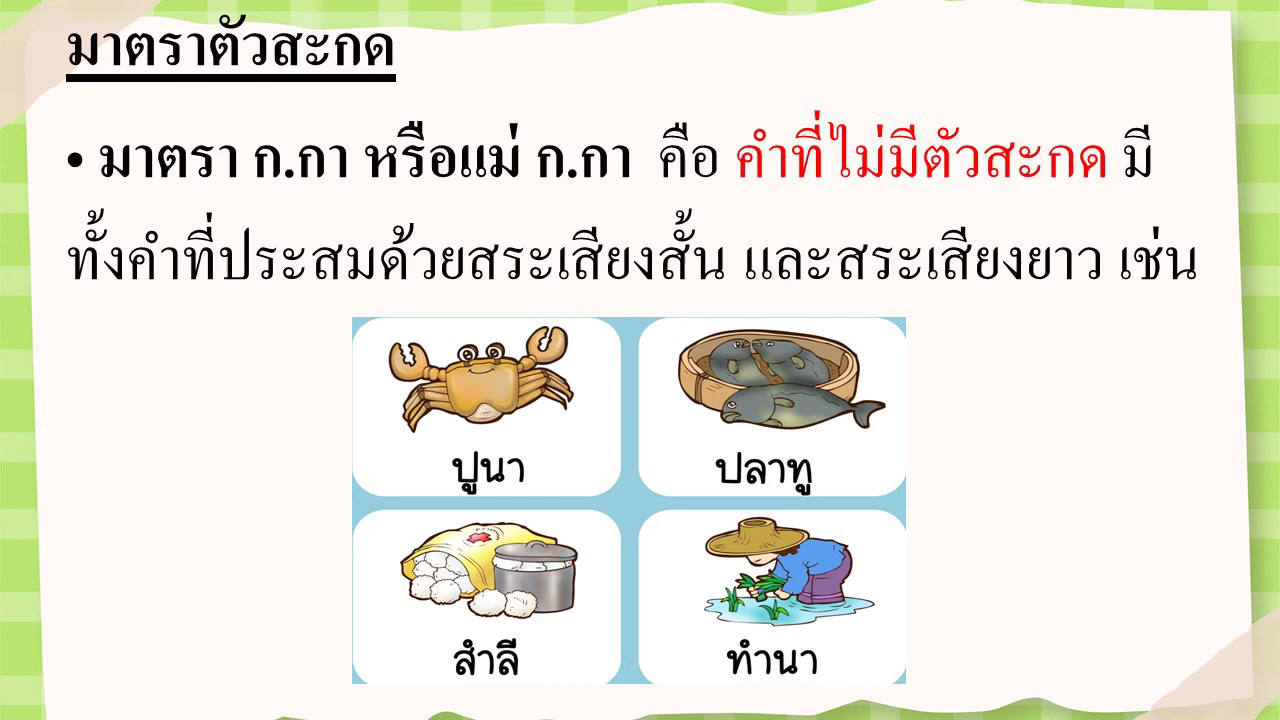 มาตราตัวสะกด
• มาตรา ก.กา หรือแม่ ก.กา คือ คำที่ไม่มีตัวสะกด มี
ทั้งคำที่ประสมด้วยสระเสียงสั้น และสระเสียงยาว เช่น
ปูนา
ปลาทู
สำลี
ทำนา